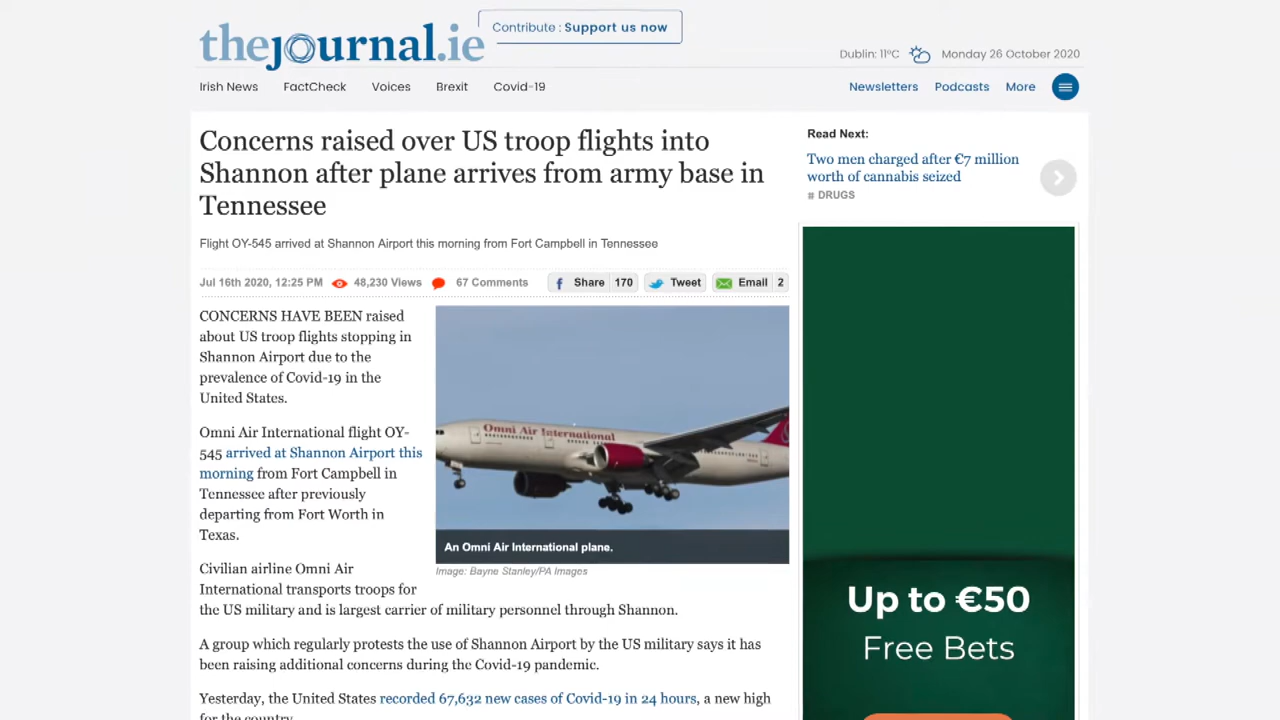 thejournal.ie
Contribute : Support us now
Dublin: 11°C
Monday 26 October 2020
Irish News
FactCheck
Voices
Brexit
Covid-19
Newsletters
Podcasts
More
Concerns raised over US troop flights into
Shannon after plane arrives from army base in
Tennessee
Flight OY-545 arrived at Shannon Airport this morning from Fort Campbell in Tennessee
Jul 16th 2020, 12:25 PM
48,230 Views
67 Comments
Share 170
Tweet
Email 2
CONCERNS HAVE BEEN raised
about US troop flights stopping in
Shannon Airport due to the
prevalence of Covid-19 in the
United States.
Omni Air International flight OY-
545 arrived at Shannon Airport this
morning from Fort Campbell in
Tennessee after previously
departing from Fort Worth in
Texas.
Civilian airline Omni Air
International transports troops for
the US military and is largest carrier of military personnel through Shannon.
A group which regularly protests the use of Shannon Airport by the US military says it has
been raising additional concerns during the Covid-19 pandemic.
Yesterday, the United States recorded 67,632 new cases of Covid-19 in 24 hours, a new high
for the country.
Omni Air International
An Omni Air International plane.
Image: Bayne Stanley/PA Images
Read Next:
Two men charged after €7 million
worth of cannabis seized
# DRUGS
Up to €50
Free Bets